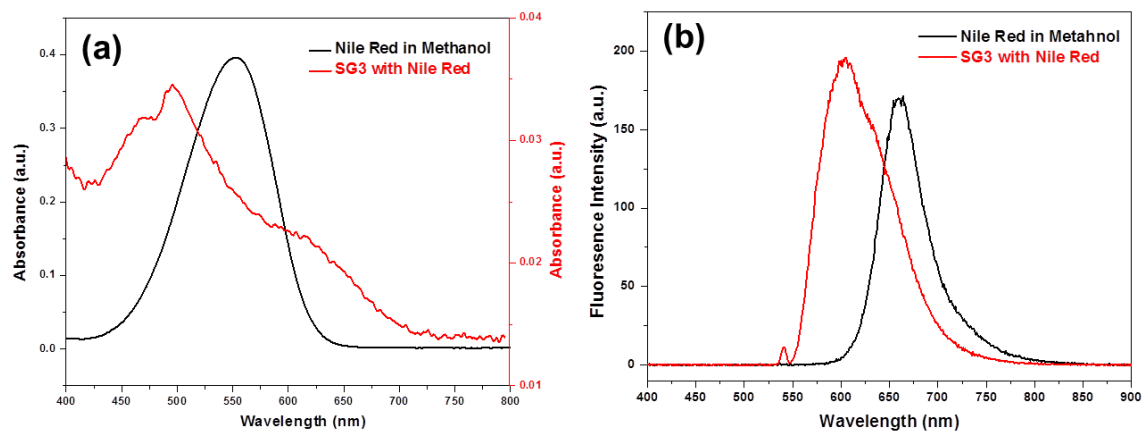 (a)
Nile Red in Methanol
SG3 with Nile Red
Absorbance (a.u.)
0.4
0.3
0.2
0.1
0.0
0.04
0.03
0.02
0.01
Absorbance (a.u.)
400 450 500 550 600 650 700 750 800
Wavelength (nm)
(b)
Nile Red in Metahnol
SG3 with Nile Red
Fluoresence Intensity (a.u.)
200
150
100
50
0
400 450 500 550 600 650 700 750 800 850 900
Wavelength (nm)